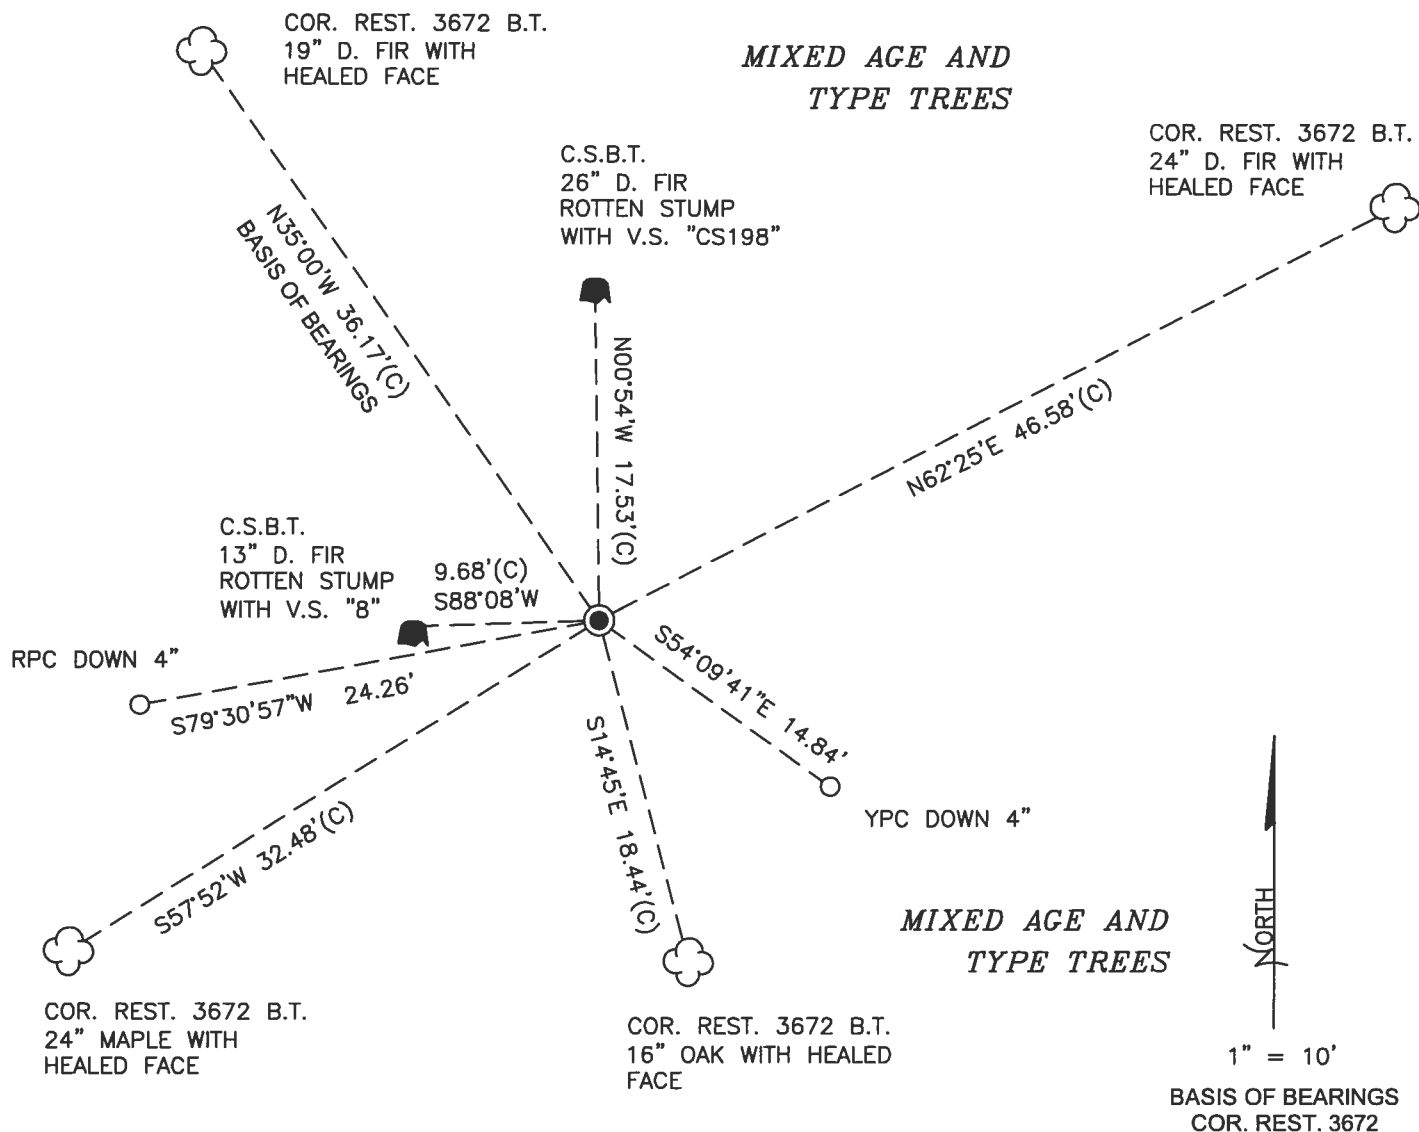 COR. REST. 3672 B.T.
19" D. FIR WITH
HEALED FACE
MIXED AGE AND
TYPE TREES
COR. REST. 3672 B.T.
24" D. FIR WITH
HEALED FACE
C.S.B.T.
26" D. FIR
ROTTEN STUMP
WITH V.S. "CS198"
N35°00'W 36.17'(C)
BASIS OF BEARINGS
N00°54'W 17.53'(C)
N62°25'E 46.58'(C)
C.S.B.T.
13" D. FIR
ROTTEN STUMP
WITH V.S. "8"
9.68'(C)
S88°08'W
RPC DOWN 4"
S79°30'57"W 24.26'
S54°09'41"E 14.84'
YPC DOWN 4"
S14°45'E 18.44'(C)
S57°52'W 32.48'(C)
MIXED AGE AND
TYPE TREES
NORTH
COR. REST. 3672 B.T.
24" MAPLE WITH
HEALED FACE
COR. REST. 3672 B.T.
16" OAK WITH HEALED
FACE
1" = 10'
BASIS OF BEARINGS
COR. REST. 3672